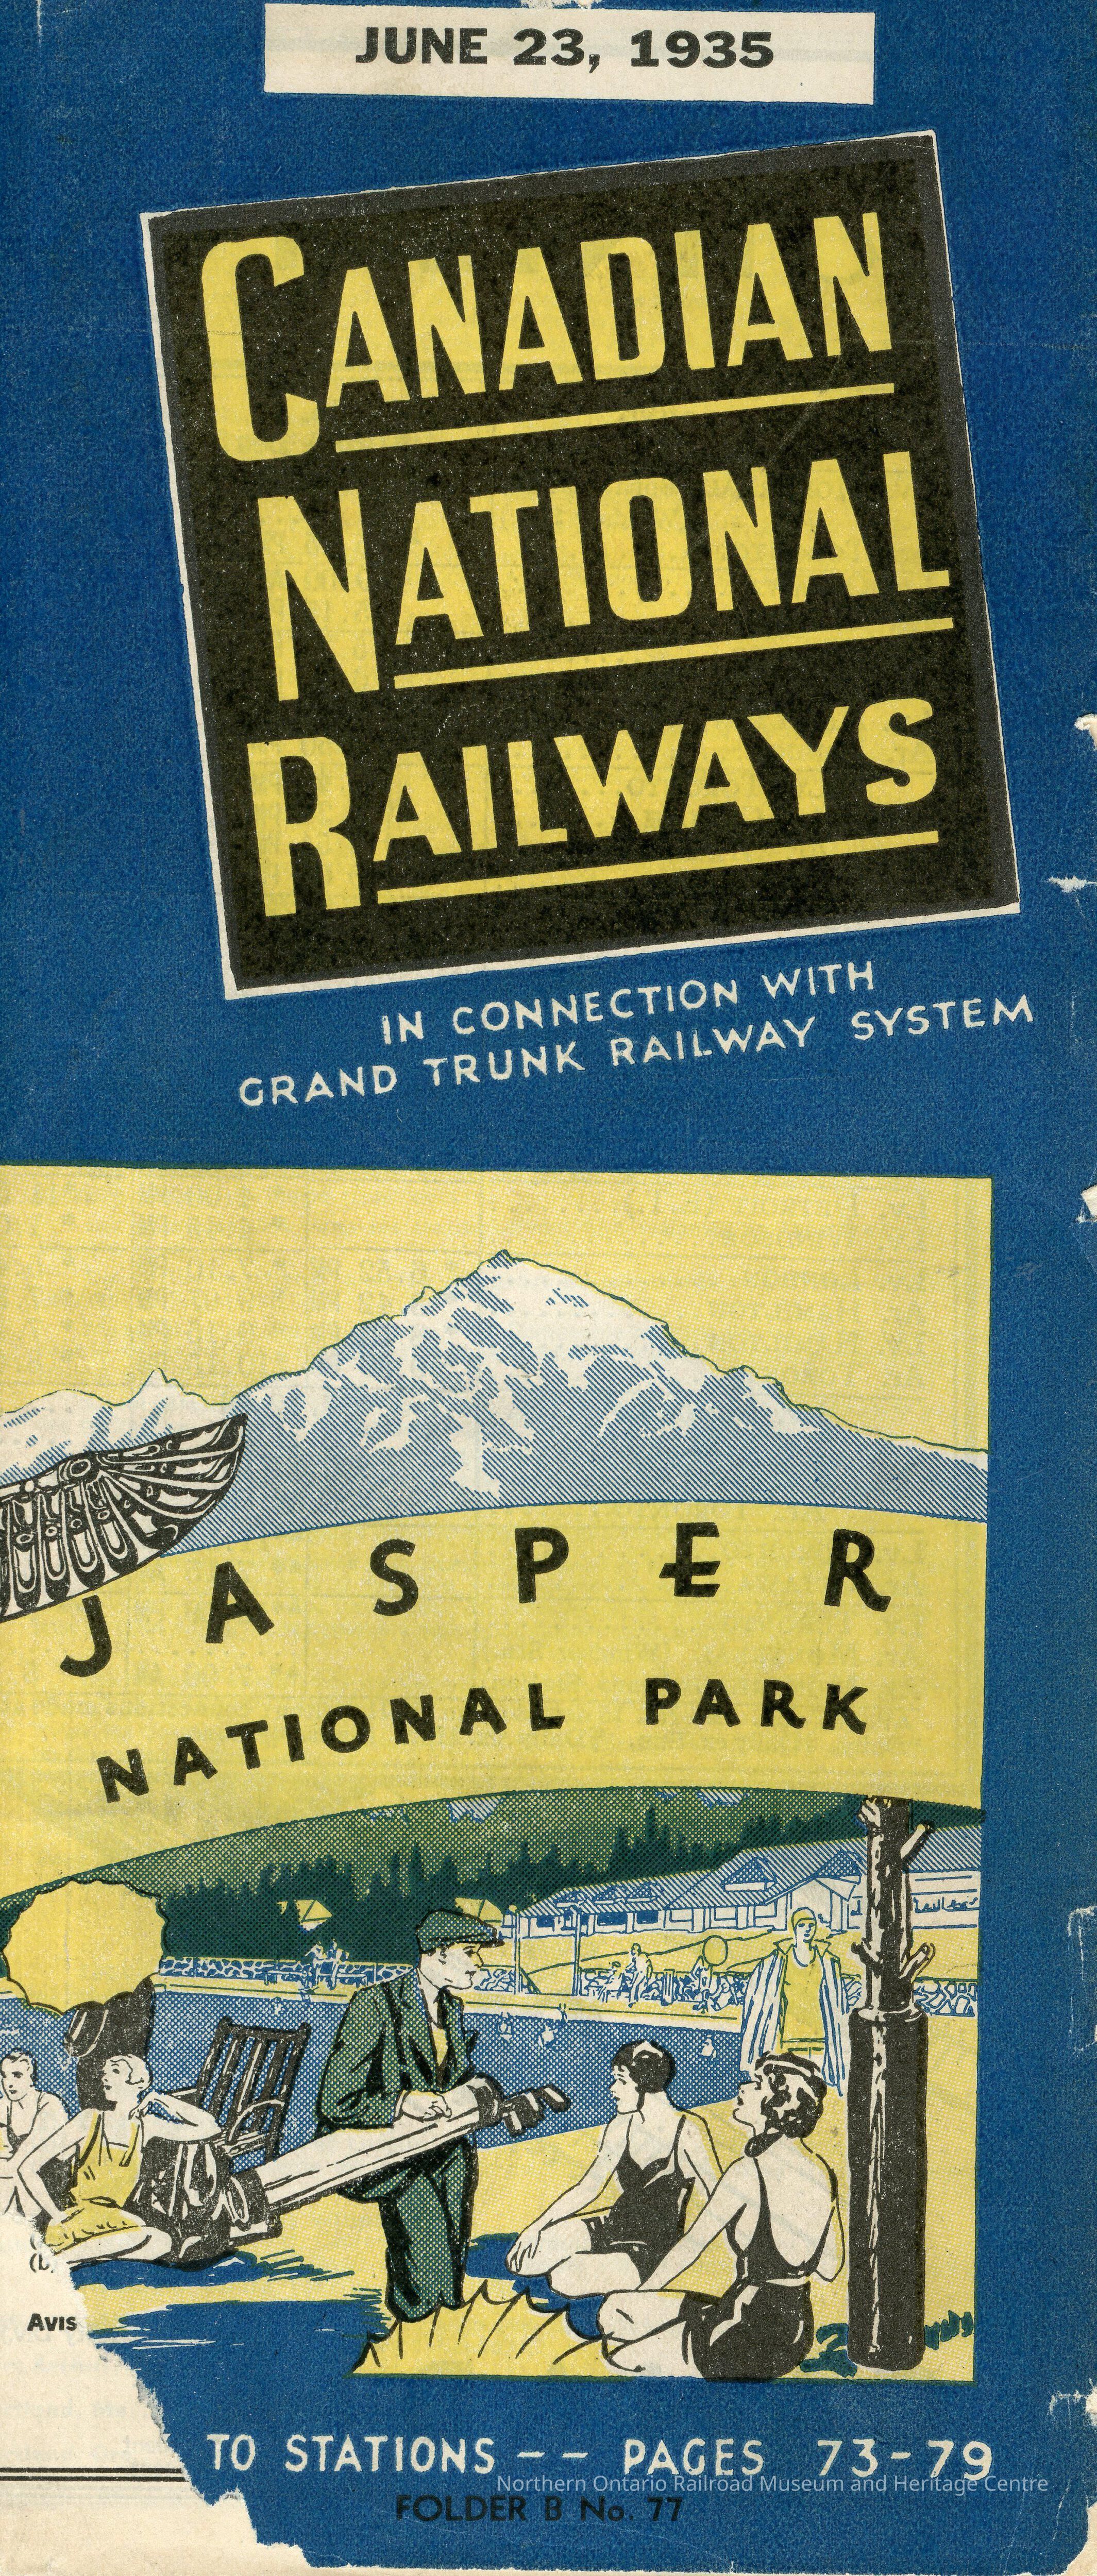 JUNE 23, 1935
CANADIAN
NATIONAL
RAILWAYS
IN CONNECTION WITH
GRAND TRUNK RAILWAY SYSTEM
JASPER
NATIONAL PARK
AVIS
TO STATIONS -- PAGES 73-79
Northern Ontario Railroad Museum and Heritage Centre
FOLDER B No. 77